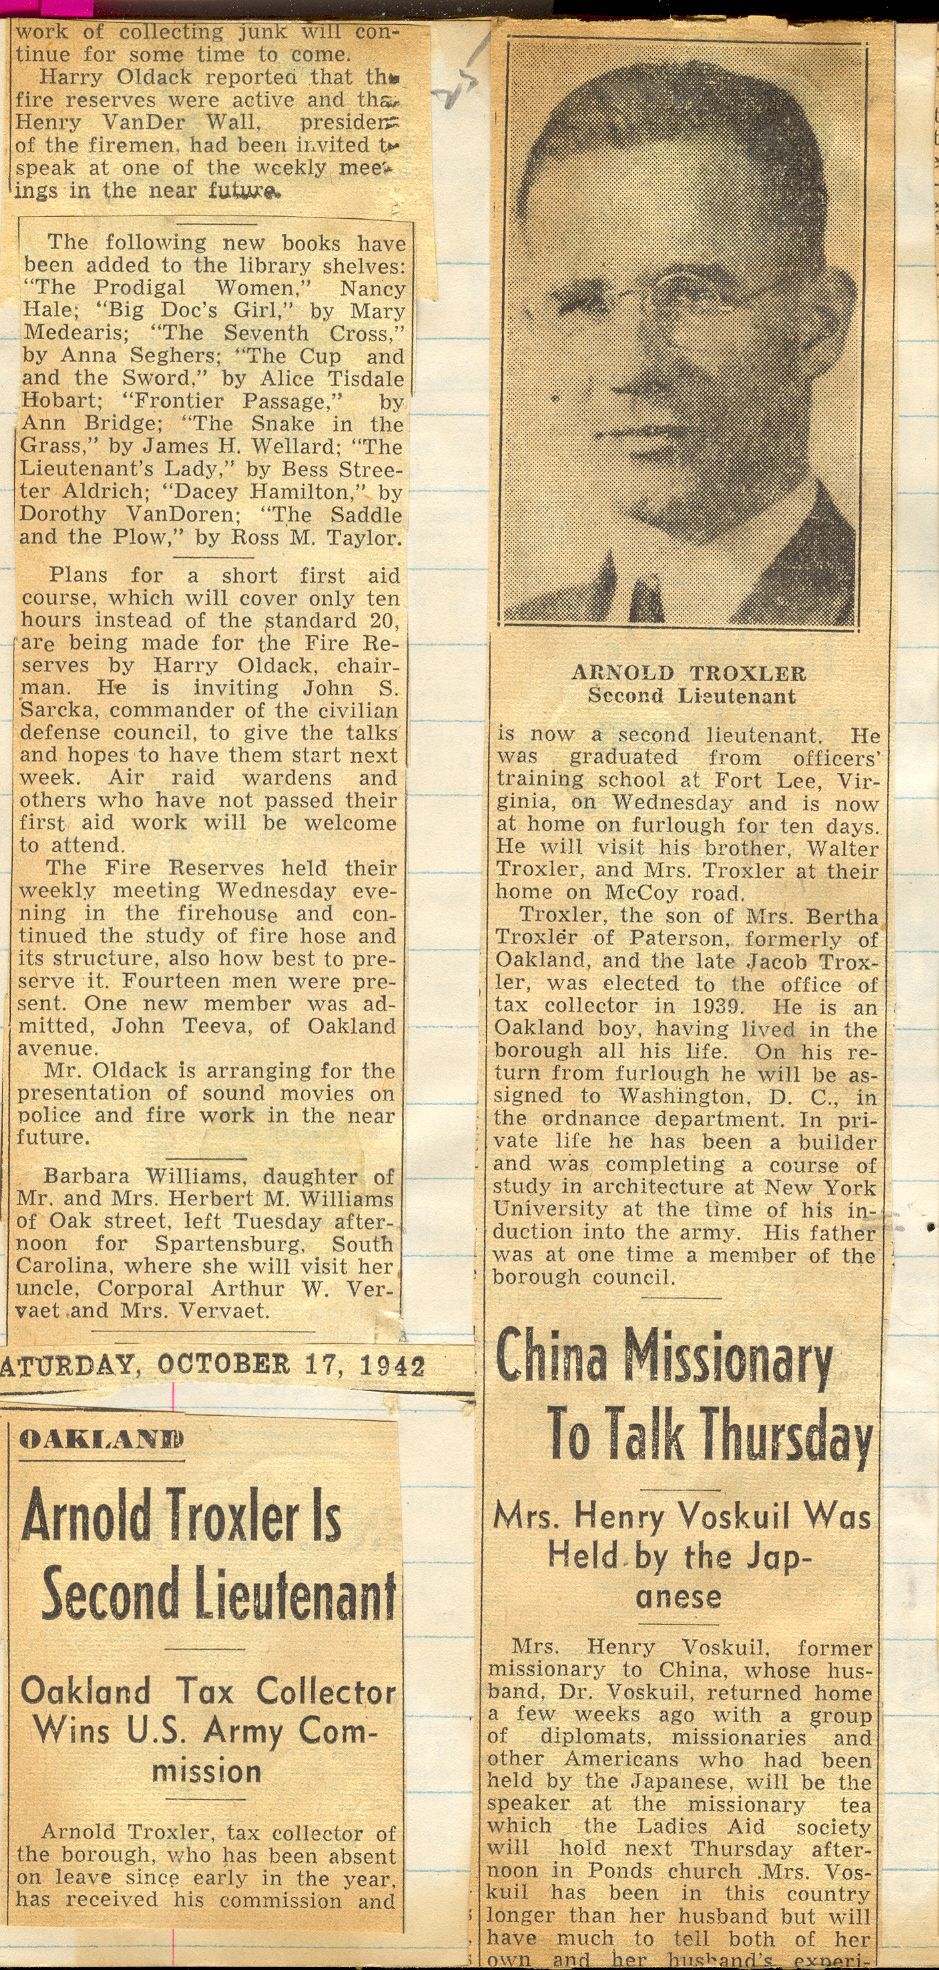 work of collecting junk will con-
tinue for some time to come.
Harry Oldack reported that the
fire reserves were active and tha
Henry VanDer Wall, presiden
of the firemen, had been invited t
speak at one of the weekly mee
ings in the near future.
The following new books have
been added to the library shelves:
“The Prodigal Women,” Nancy
Hale; “Big Doc’s Girl,” by Mary
Medearis; “The Seventh Cross,”
by Anna Seghers; “The Cup and
and the Sword,” by Alice Tisdale
Hobart; “Frontier Passage,” by
Ann Bridge; “The Snake in the
Grass,” by James H. Wellard; “The
Lieutenant’s Lady,” by Bess Stree-
ter Aldrich; “Dacey Hamilton,” by
Dorothy VanDoren; “The Saddle
and the Plow,” by Ross M. Taylor.
Plans for a short first aid
course, which will cover only ten
hours instead of the standard 20,
are being made for the Fire Re-
serves by Harry Oldack, chair-
man. He is inviting John S.
Sarcka, commander of the civilian
defense council, to give the talks
and hopes to have them start next
week. Air raid wardens and
others who have not passed their
first aid work will be welcome
to attend.
The Fire Reserves held their
weekly meeting Wednesday eve-
ning in the firehouse and con-
tinued the study of fire hose and
its structure, also how best to pre-
serve it. Fourteen men were pre-
sent. One new member was ad-
mitted, John Teeva, of Oakland
avenue.
Mr. Oldack is arranging for the
presentation of sound movies on
police and fire work in the near
future.
Barbara Williams, daughter of
Mr. and Mrs. Herbert M. Williams
of Oak street, left Tuesday after-
noon for Spartensburg, South
Carolina, where she will visit her
uncle, Corporal Arthur W. Ver-
vaet and Mrs. Vervaet.
ATURDAY, OCTOBER 17, 1942
OAKLAND
Arnold Troxler Is
Second Lieutenant
Oakland Tax Collector
Wins U.S. Army Com-
mission
Arnold Troxler, tax collector of
the borough, who has been absent
on leave since early in the year,
has received his commission and
ARNOLD TROXLER
Second Lieutenant
is now a second lieutenant. He
was graduated from officers’
training school at Fort Lee, Vir-
ginia, on Wednesday and is now
at home on furlough for ten days.
He will visit his brother, Walter
Troxler, and Mrs. Troxler at their
home on McCoy road.
Troxler, the son of Mrs. Bertha
Troxler of Paterson, formerly of
Oakland, and the late Jacob Trox-
ler, was elected to the office of
tax collector in 1939. He is an
Oakland boy, having lived in the
borough all his life. On his re-
turn from furlough he will be as-
signed to Washington, D. C., in
the ordnance department. In pri-
vate life he has been a builder
and was completing a course of
study in architecture at New York
University at the time of his in-
duction into the army. His father
was at one time a member of the
borough council.
China Missionary
To Talk Thursday
Mrs. Henry Voskuil Was
Held by the Jap-
anese
Mrs. Henry Voskuil, former
missionary to China, whose hus-
band, Dr. Voskuil, returned home
a few weeks ago with a group
of diplomats, missionaries and
other Americans who had been
held by the Japanese, will be the
speaker at the missionary tea
which the Ladies Aid society
will hold next Thursday after-
noon in Ponds church .Mrs. Vos-
kuil has been in this country
longer than her husband but will
have much to tell both of her
own and her husband’s experi-